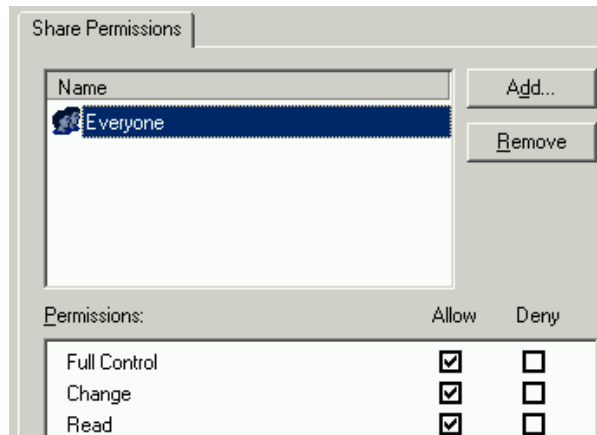 Share Permissions
Name
Add...
Everyone
Remove
Permissions: Allow Deny
Full Control
Change
Read